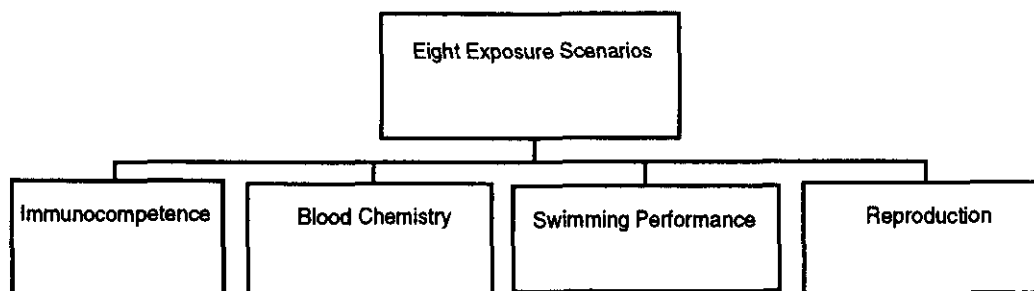 Eight Exposure Scenarios
Immunocompetence
Blood Chemistry
Swimming Performance
Reproduction